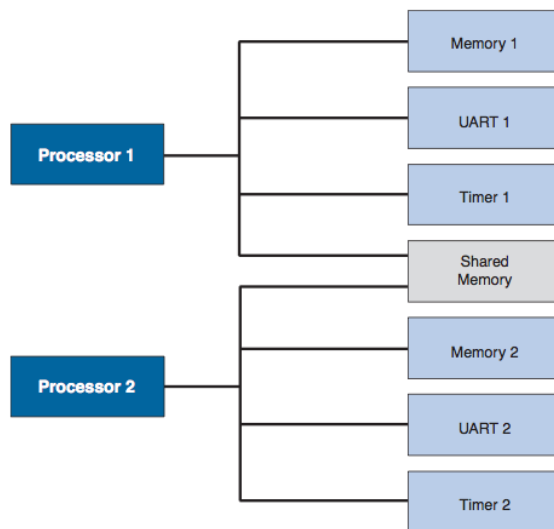 Memory 1
UART 1
Processor 1
Timer 1
Shared
Memory
Memory 2
Processor 2
UART 2
Timer 2